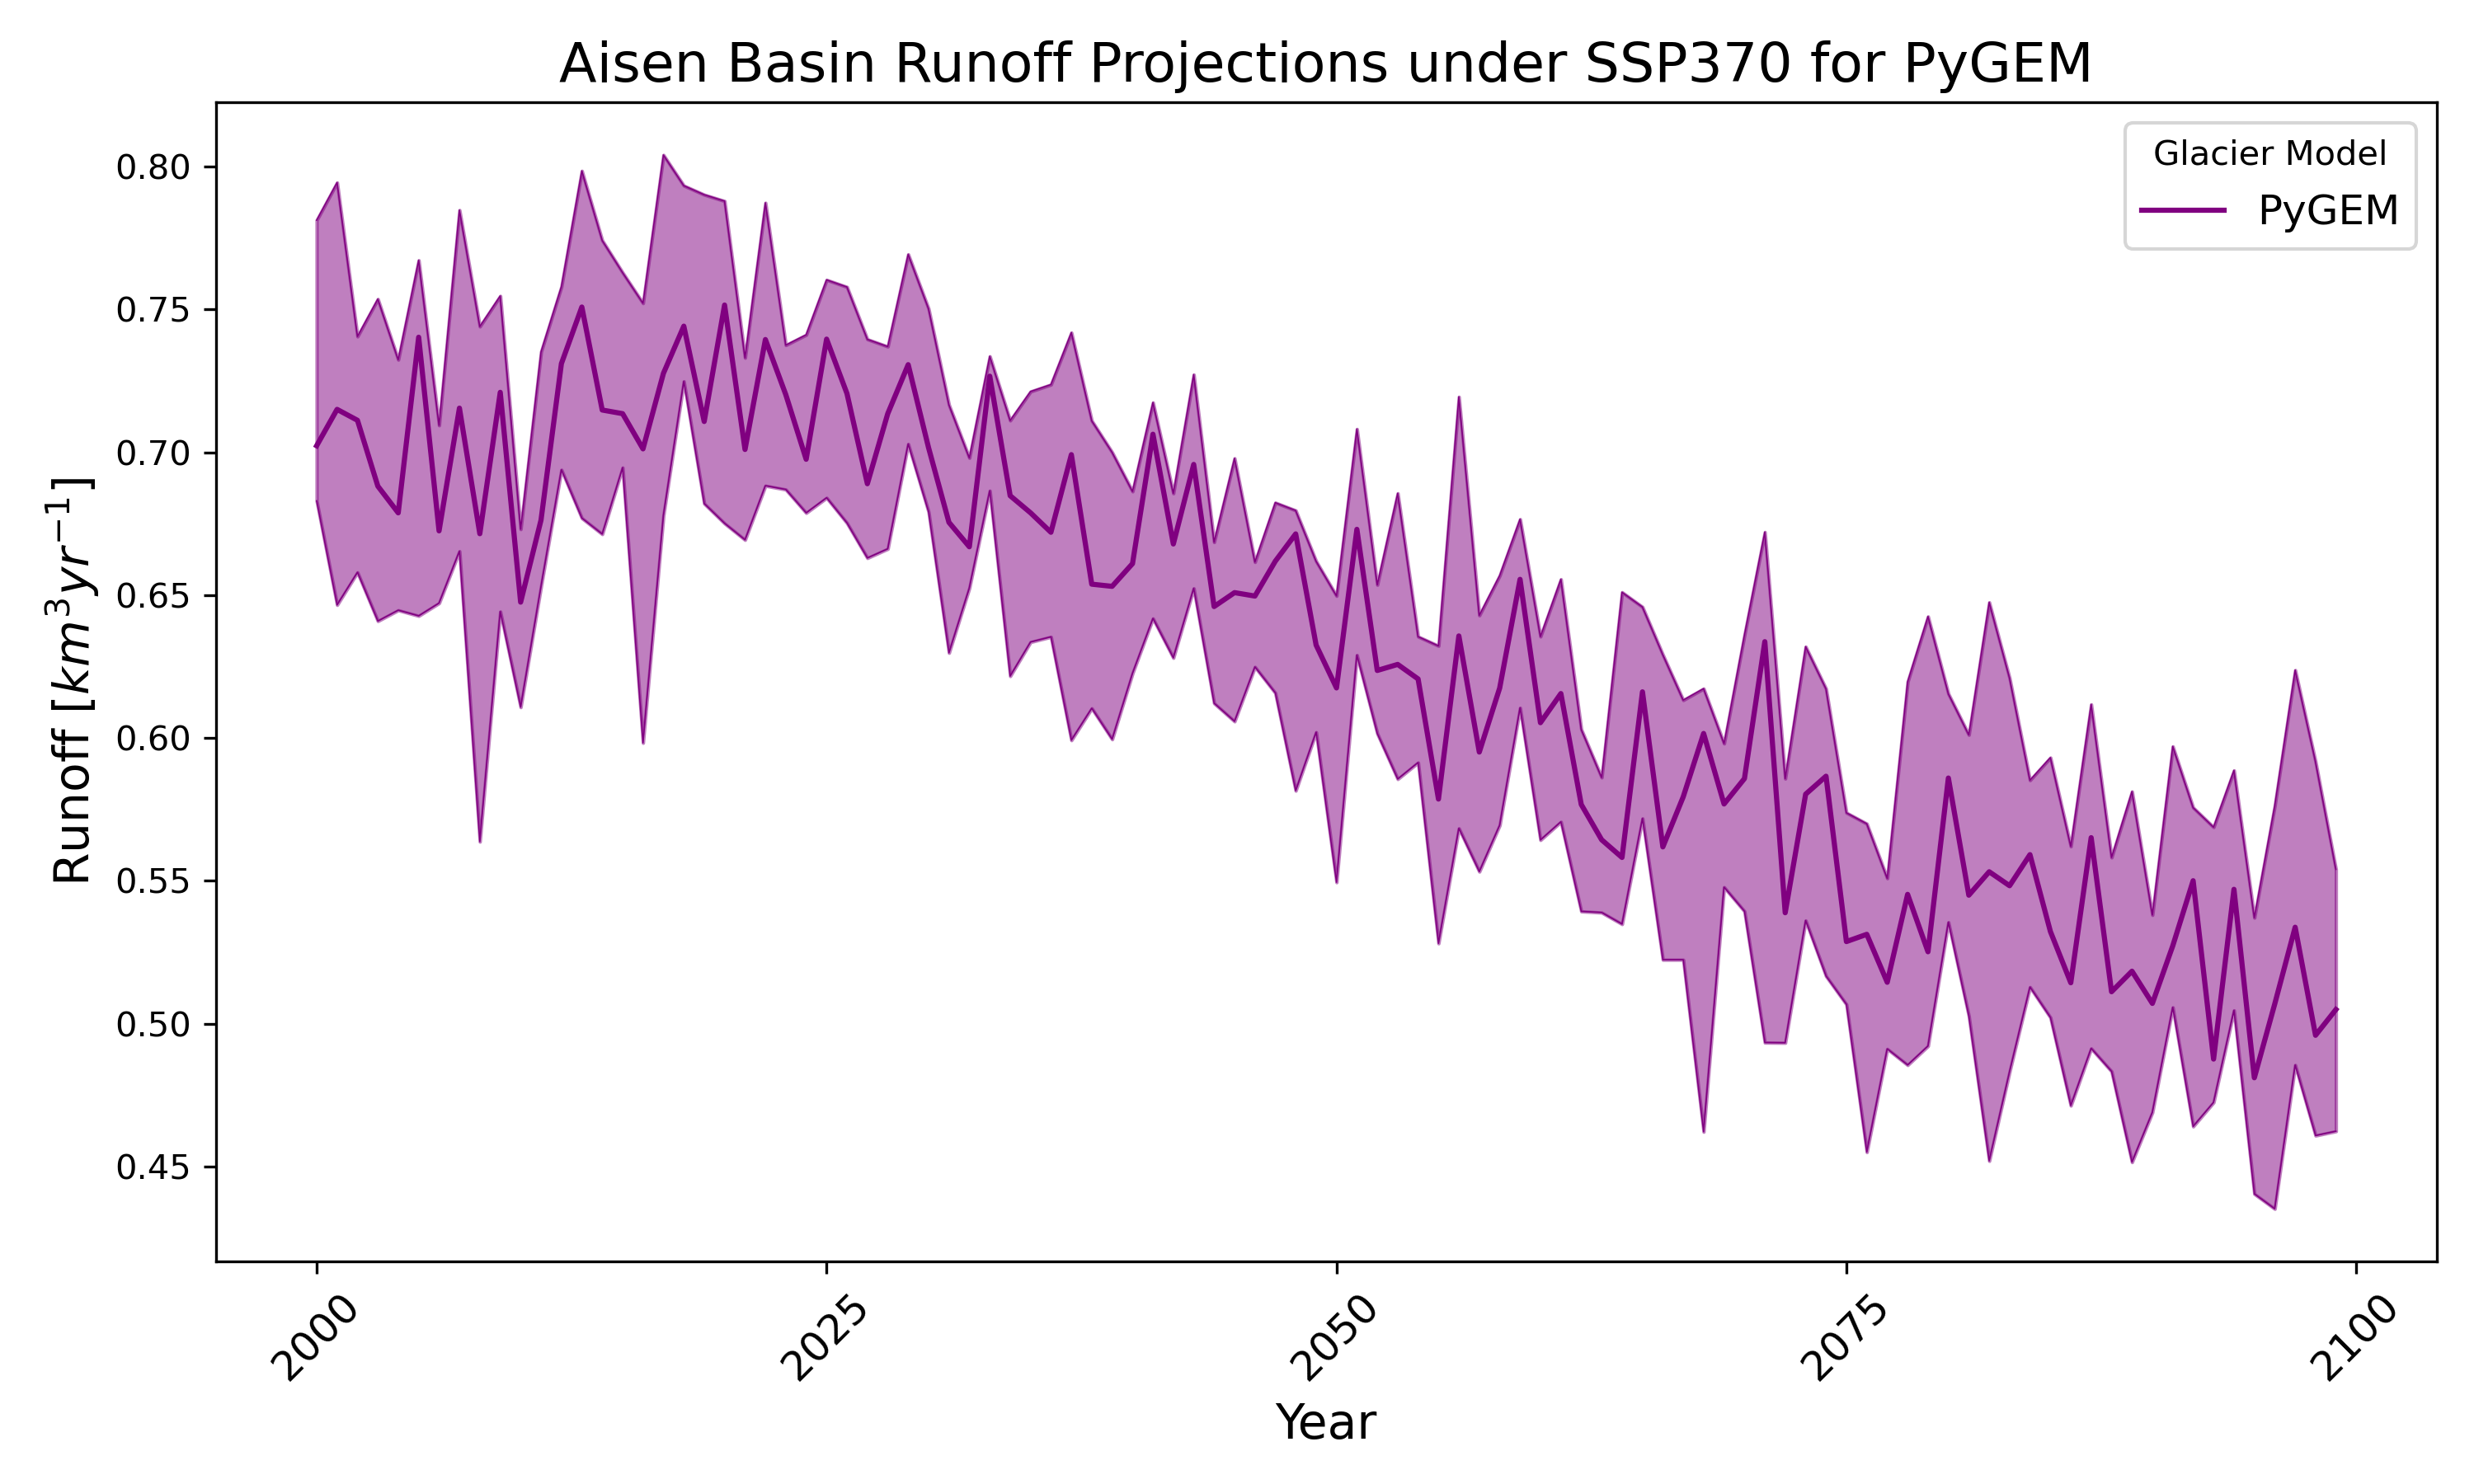 Aisen Basin Runoff Projections under SSP370 for PyGEM
Glacier Model
PyGEM
Runoff [km³yr⁻¹]
0.80
0.75
0.70
0.65
0.60
0.55
0.50
0.45
2000
2025
2050
2075
2100
Year